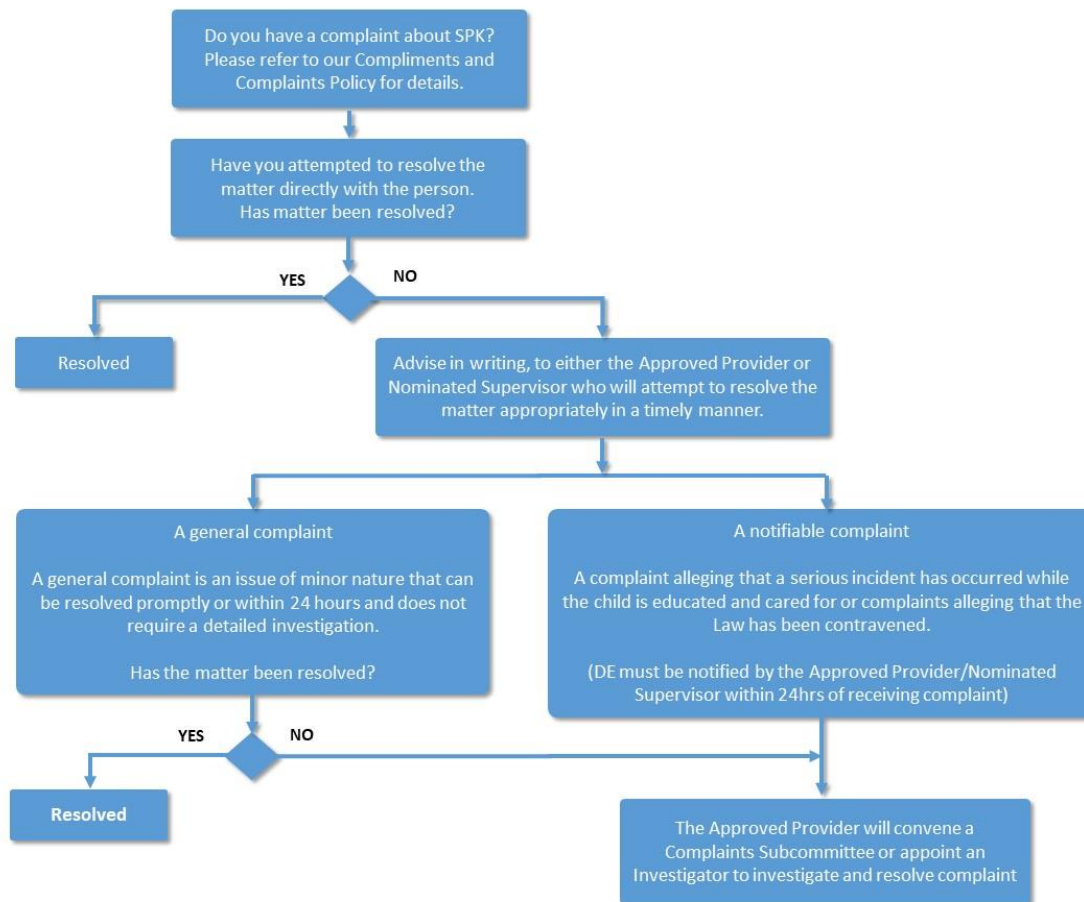 Do you have a complaint about SPK?
Please refer to our Compliments and
Complaints Policy for details.
Have you attempted to resolve the
matter directly with the person.
Has matter been resolved?
YES
NO
Resolved
Advise in writing, to either the Approved Provider or
Nominated Supervisor who will attempt to resolve the
matter appropriately in a timely manner.
A general complaint
A general complaint is an issue of minor nature that can
be resolved promptly or within 24 hours and does not
require a detailed investigation.
Has the matter been resolved?
A notifiable complaint
A complaint alleging that a serious incident has occurred while
the child is educated and cared for or complaints alleging that the
Law has been contravened.
(DE must be notified by the Approved Provider/Nominated
Supervisor within 24hrs of receiving complaint)
YES
NO
Resolved
The Approved Provider will convene a
Complaints Subcommittee or appoint an
Investigator to investigate and resolve complaint